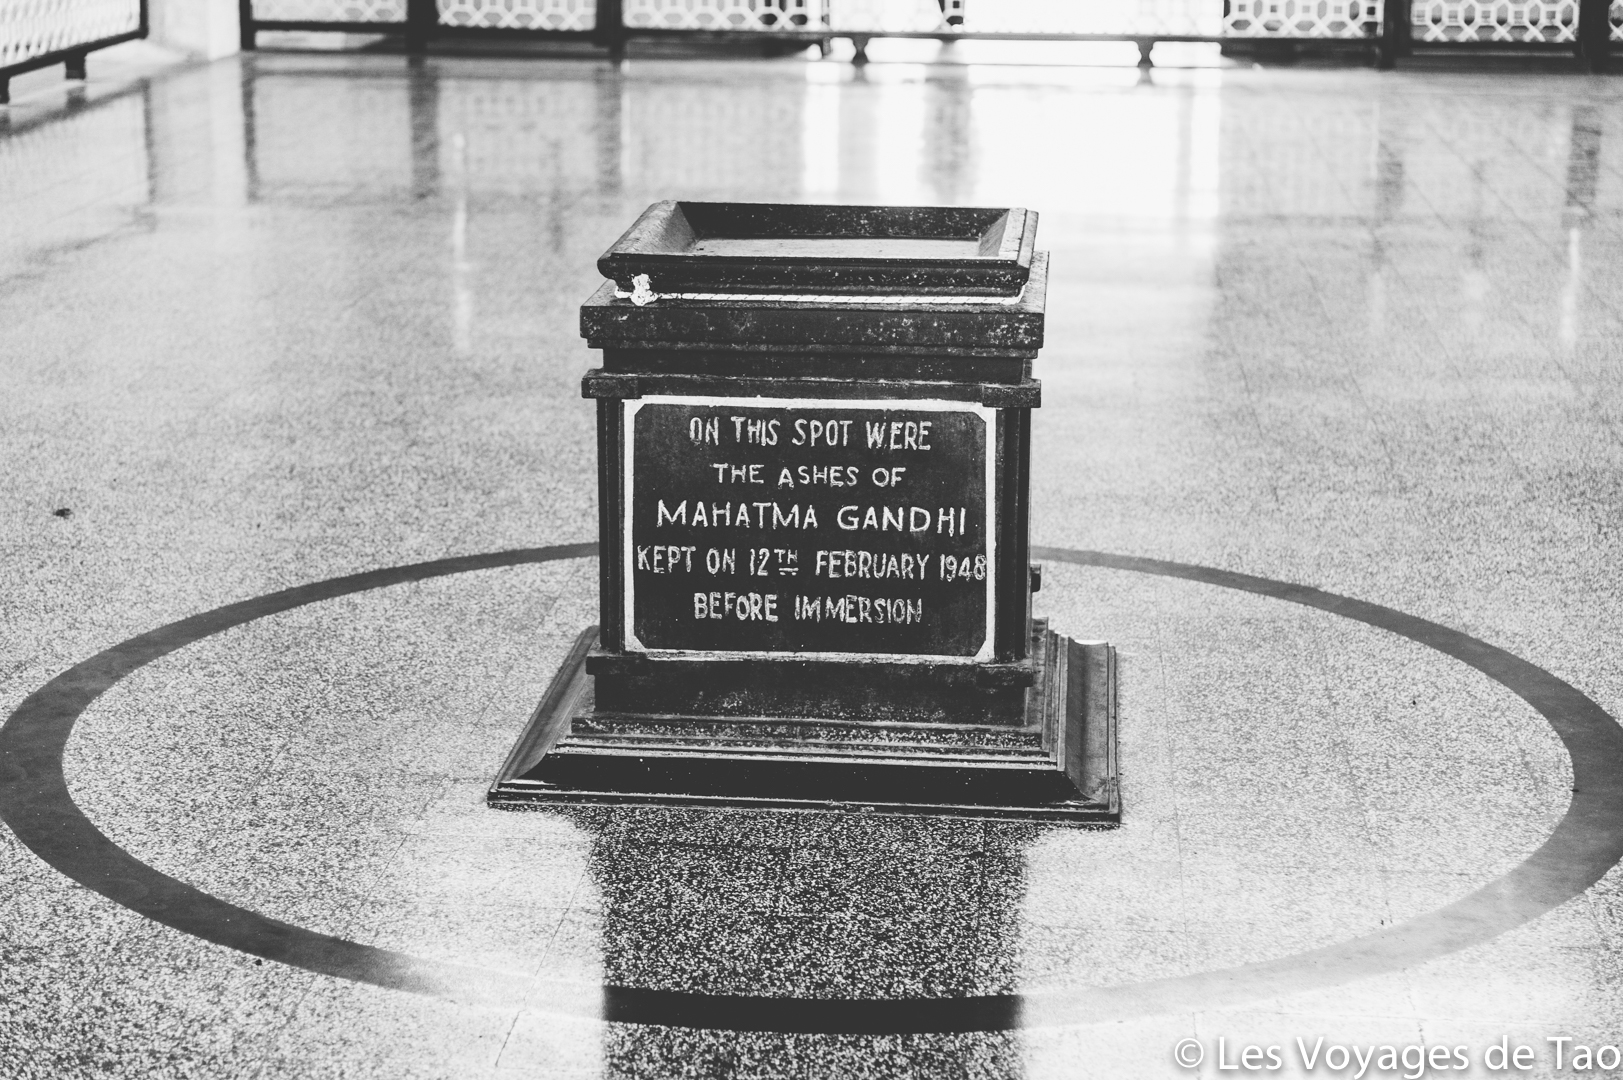 ON THIS SPOT WERE
THE ASHES OF
MAHATMA GANDHI
KEPT ON 12TH FEBRUARY 1948
BEFORE IMMERSION
© Les Voyages de Tao